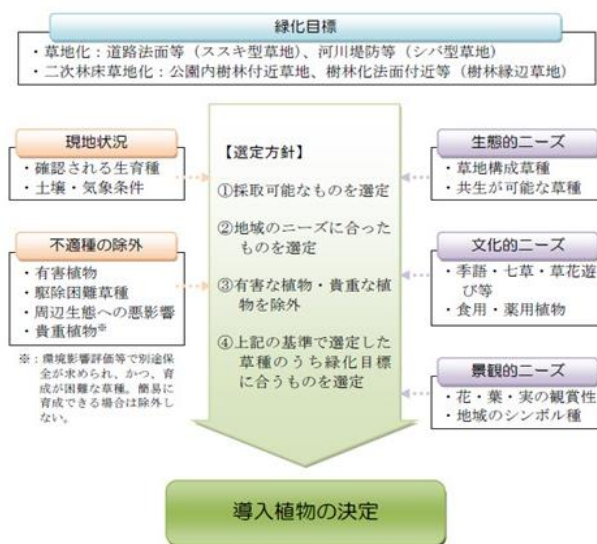 緑化目標
・草地化：道路法面等（ススキ型草地）、河川堤防等（シバ型草地）
・二次林床草地化：公園内樹林付近草地、樹林化法面付近等（樹林縁辺草地）
現地状況
・確認される生育種
・土壌・気象条件
不適種の除外
・有害植物
・駆除困難草種
・周辺生態への悪影響
・貴重植物※
※：環境影響評価等で別途保
全が求められ、かつ、育
成が困難な草種。簡易に
育成できる場合は除外し
ない。
【選定方針】
①採取可能なものを選定
②地域のニーズに合った
ものを選定
③有害な植物・貴重な植
物を除外
④上記の基準で選定した
草種のうち緑化目標
に合うものを選定
生態的ニーズ
・草地構成草種
・共生が可能な草種
文化的ニーズ
・季語・七草・草花遊
び等
・食用・薬用植物
景観的ニーズ
・花・葉・実の観賞性
・地域のシンボル種
導入植物の決定